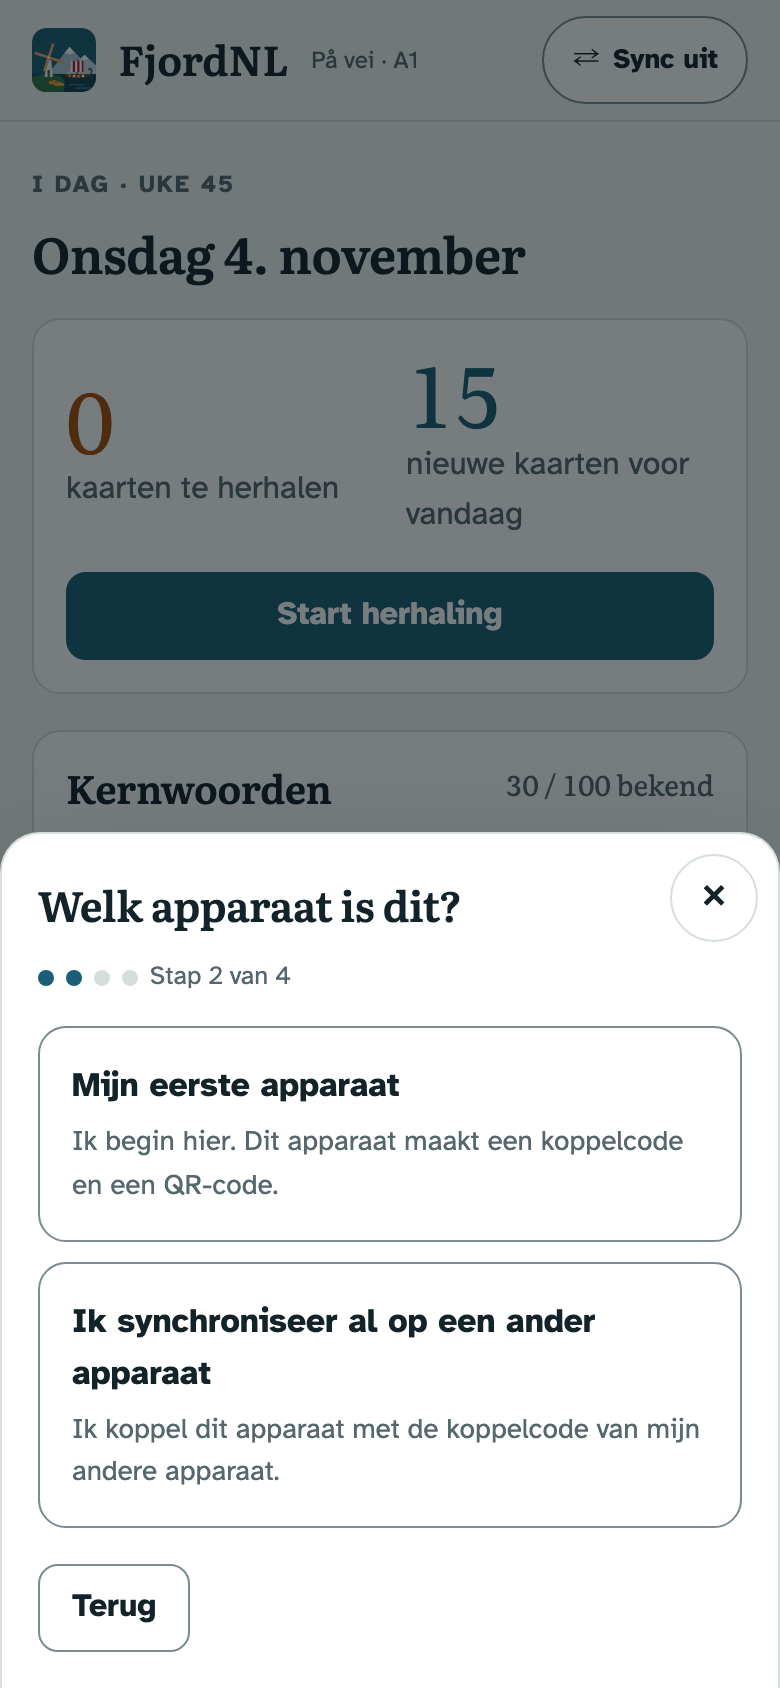 FjordNL
På vei · A1
⇄ Sync uit
I DAG · UKE 45
Onsdag 4. november
0
kaarten te herhalen
15
nieuwe kaarten voor
vandaag
Start herhaling
Kernwoorden
30 / 100 bekend
Welk apparaat is dit?
×
Stap 2 van 4
Mijn eerste apparaat
Ik begin hier. Dit apparaat maakt een koppelcode
en een QR-code.
Ik synchroniseer al op een ander
apparaat
Ik koppel dit apparaat met de koppelcode van mijn
andere apparaat.
Terug